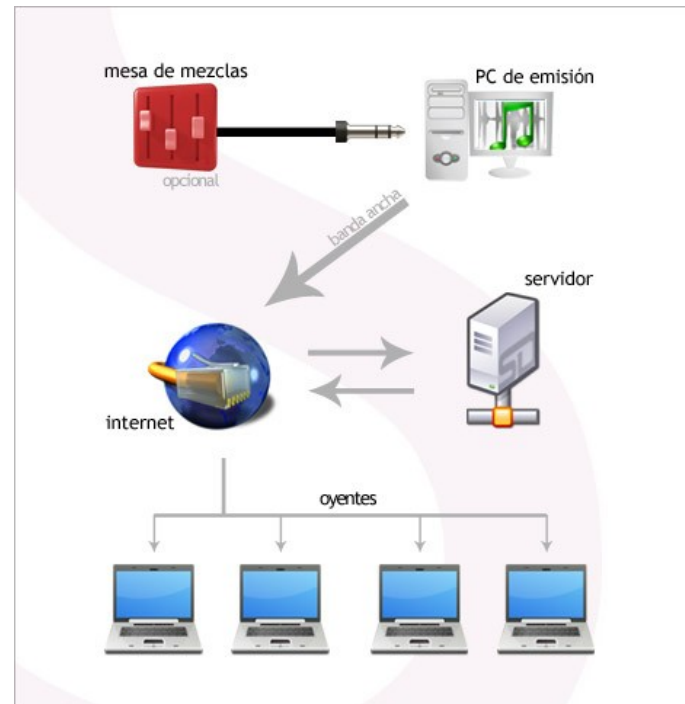 mesa de mezclas
PC de emisión
opcional
banda ancha
servidor
internet
oyentes